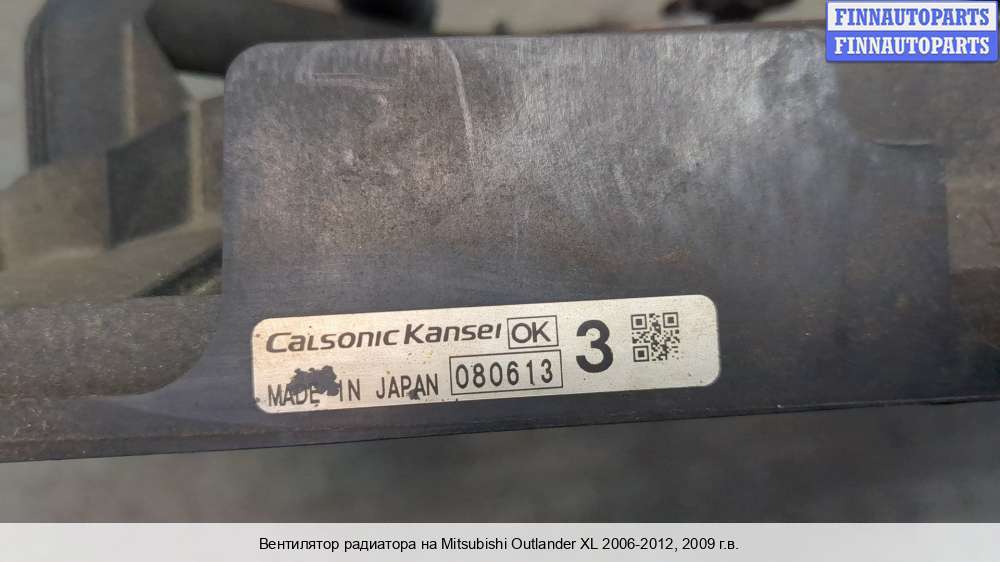 FINNAUTOPARTS
FINNAUTOPARTS
CALSONIC KANSEI OK 3
MADE IN JAPAN 080613
Вентилятор радиатора на Mitsubishi Outlander XL 2006-2012, 2009 г.в.